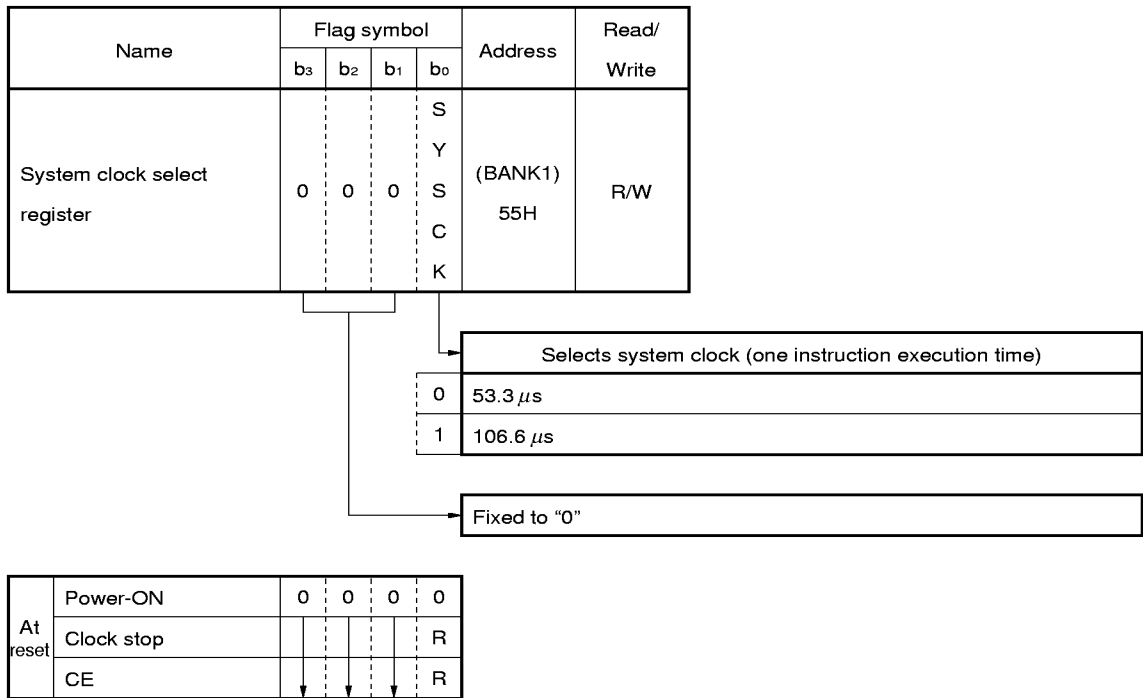 Name Flag symbol Address Read/
Write
b3 b2 b1 b0
System clock select
register
0 0 0 S
Y
S
C
K
(BANK1)
55H
R/W
Selects system clock (one instruction execution time)
0 53.3 μs
1 106.6 μs
Fixed to “0”
At
reset
Power-ON 0 0 0 0
Clock stop R
CE R